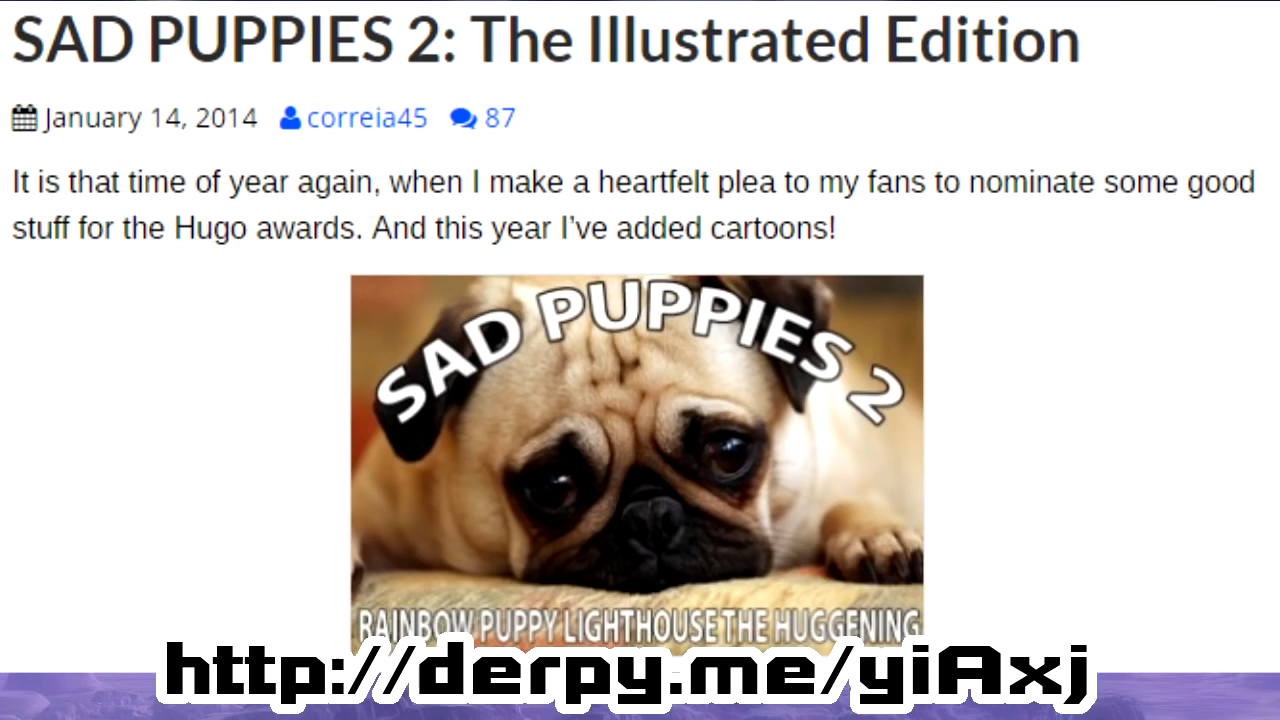 SAD PUPPIES 2: The Illustrated Edition
January 14, 2014 correia45 87
It is that time of year again, when I make a heartfelt plea to my fans to nominate some good
stuff for the Hugo awards. And this year I’ve added cartoons!
SAD PUPPIES 2
RAINBOW PUPPY LIGHTHOUSE THE HUGGENING
http://derpy.me/yiAxj